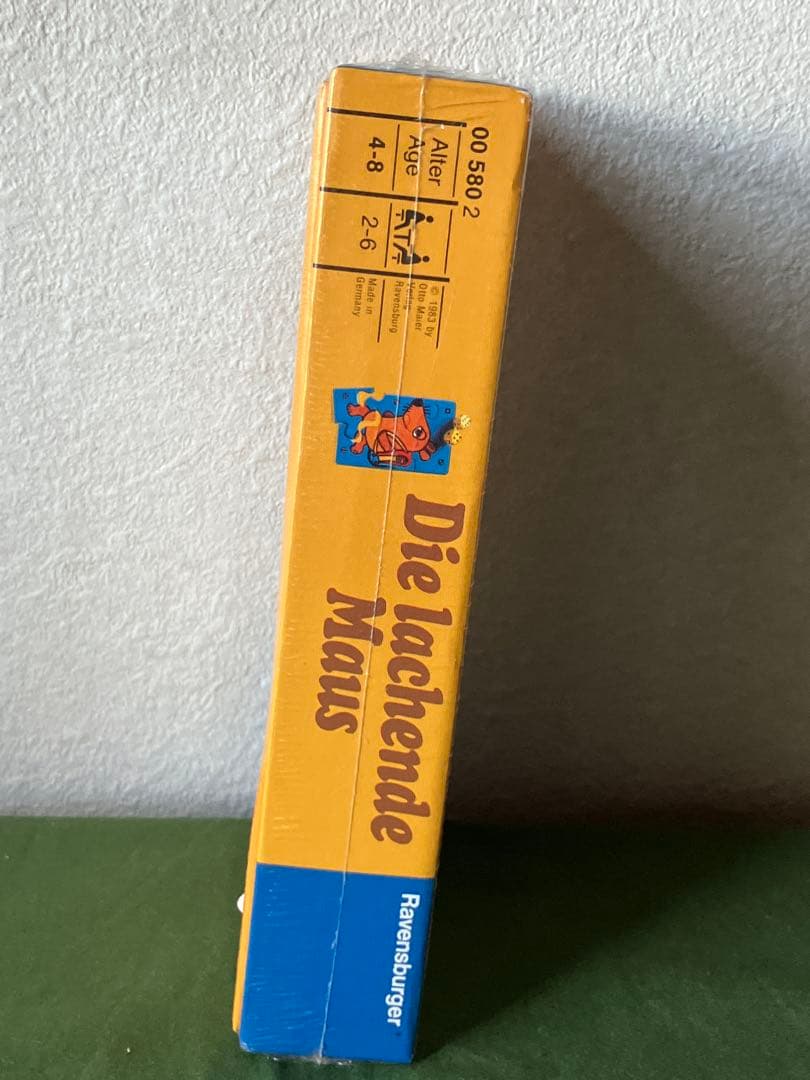 00 580 2
Alter
Age
4-8
2-6
© 1983 by
Otto Maier
Verlag
Ravensburg
Made in
Germany
Die lachende
Maus
Ravensburger